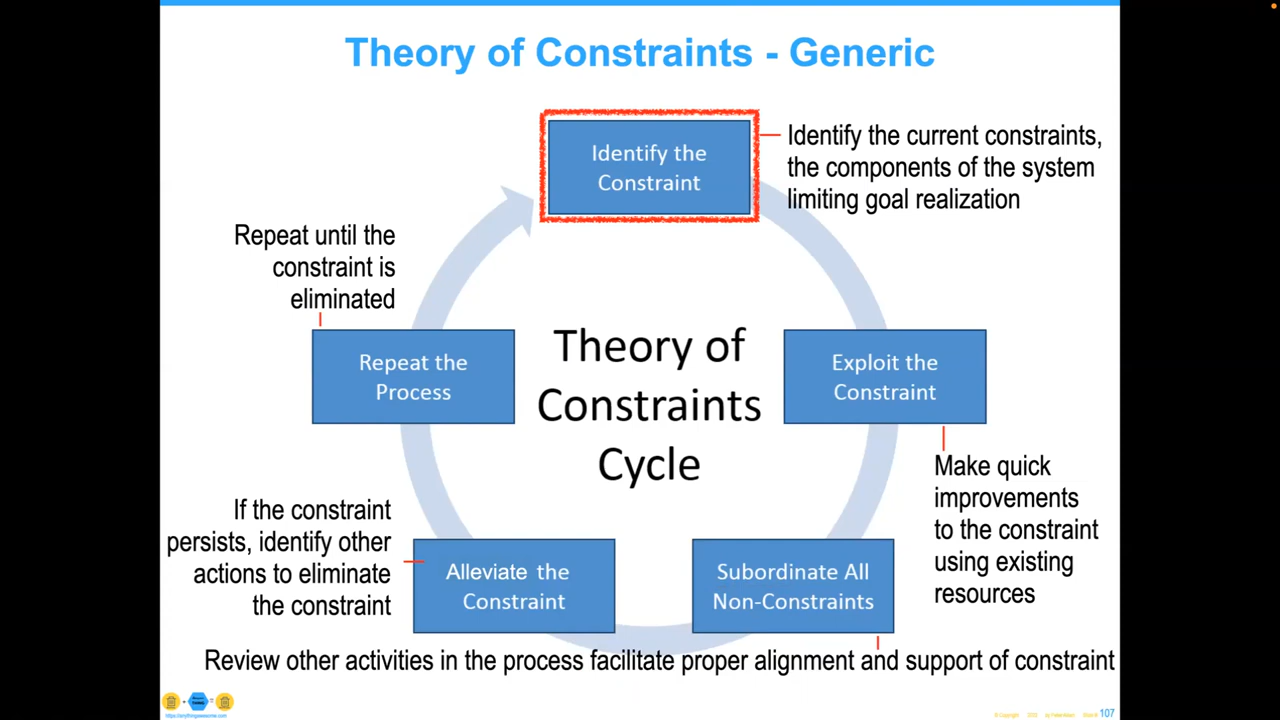 Theory of Constraints - Generic
Identify the
Constraint
Identify the current constraints,
the components of the system
limiting goal realization
Exploit the
Constraint
Make quick
improvements
to the constraint
using existing
resources
Subordinate All
Non-Constraints
Review other activities in the process facilitate proper alignment and support of constraint
Alleviate the
Constraint
If the constraint
persists, identify other
actions to eliminate
the constraint
Repeat the
Process
Repeat until the
constraint is
eliminated
Theory of
Constraints
Cycle
https://anythingawesome.com
107